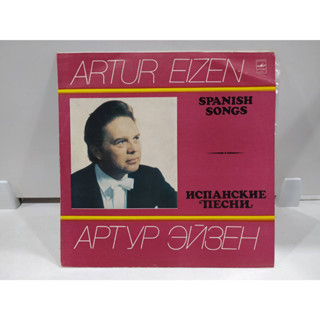 ARTUR EIZEN
SPANISH
SONGS
ИСПАНСКИЕ
ПЕСНИ
АРТУР ЭЙЗЕН